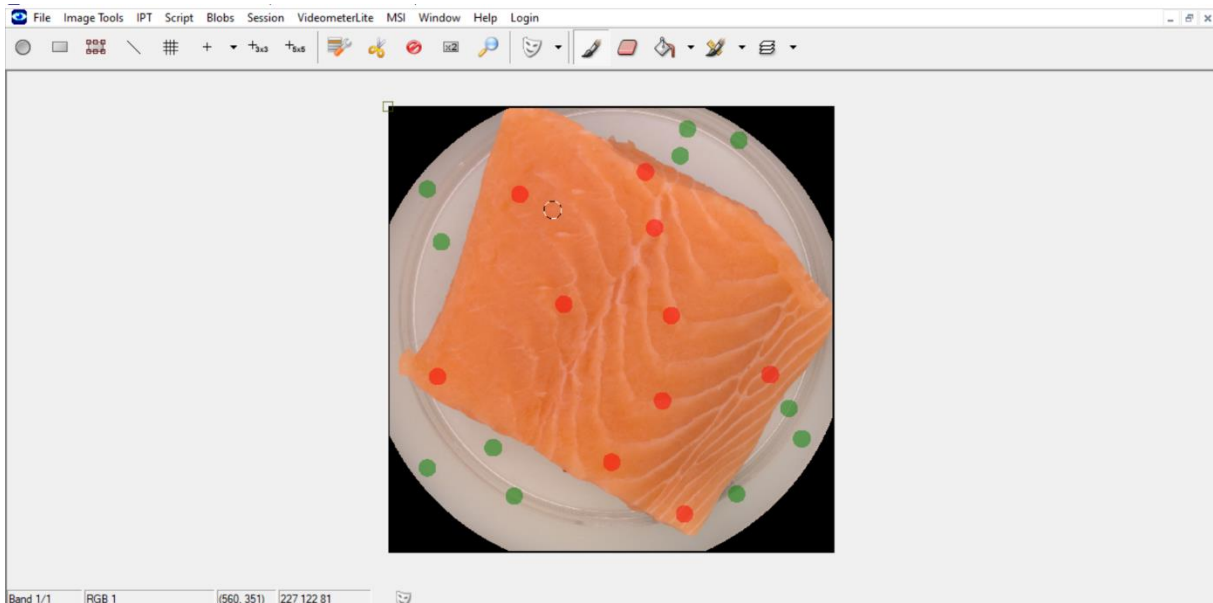 File Image Tools IPT Script Blobs Session VideometerLite MSI Window Help Login
+3x3 +5x5 x2
Band 1/1 RGB 1 (560, 351) 227 122 81